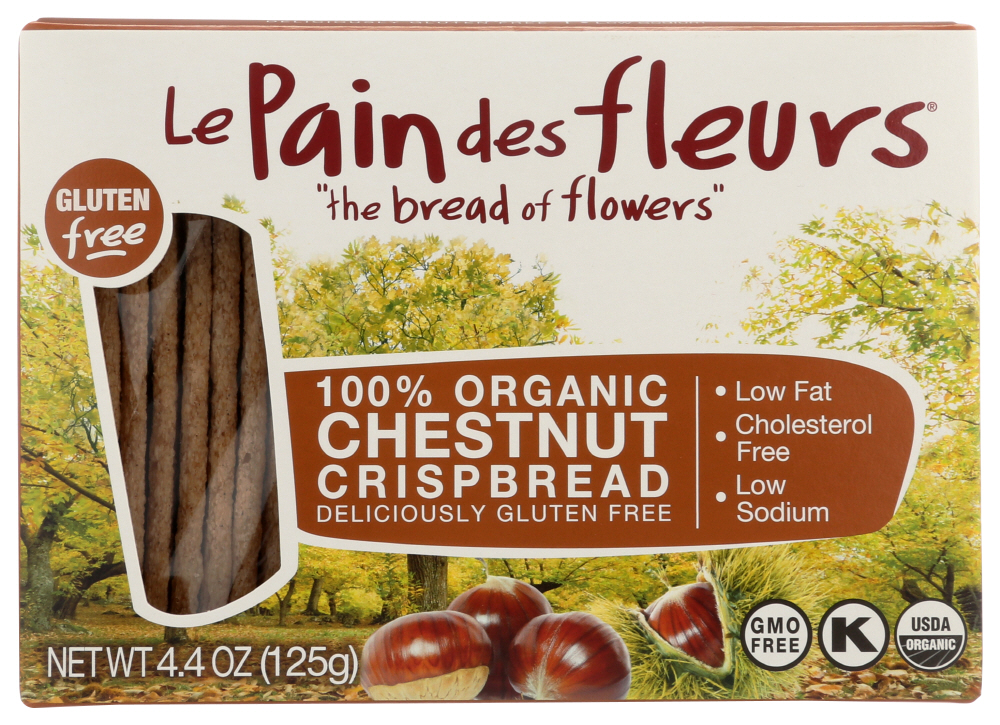 Le Pain des fleurs®
"the bread of flowers"
GLUTEN
free
100% ORGANIC
CHESTNUT
CRISPBREAD
DELICIOUSLY GLUTEN FREE
• Low Fat
• Cholesterol
Free
• Low
Sodium
NET WT 4.4 OZ (125g)
GMO
FREE
K
USDA
ORGANIC